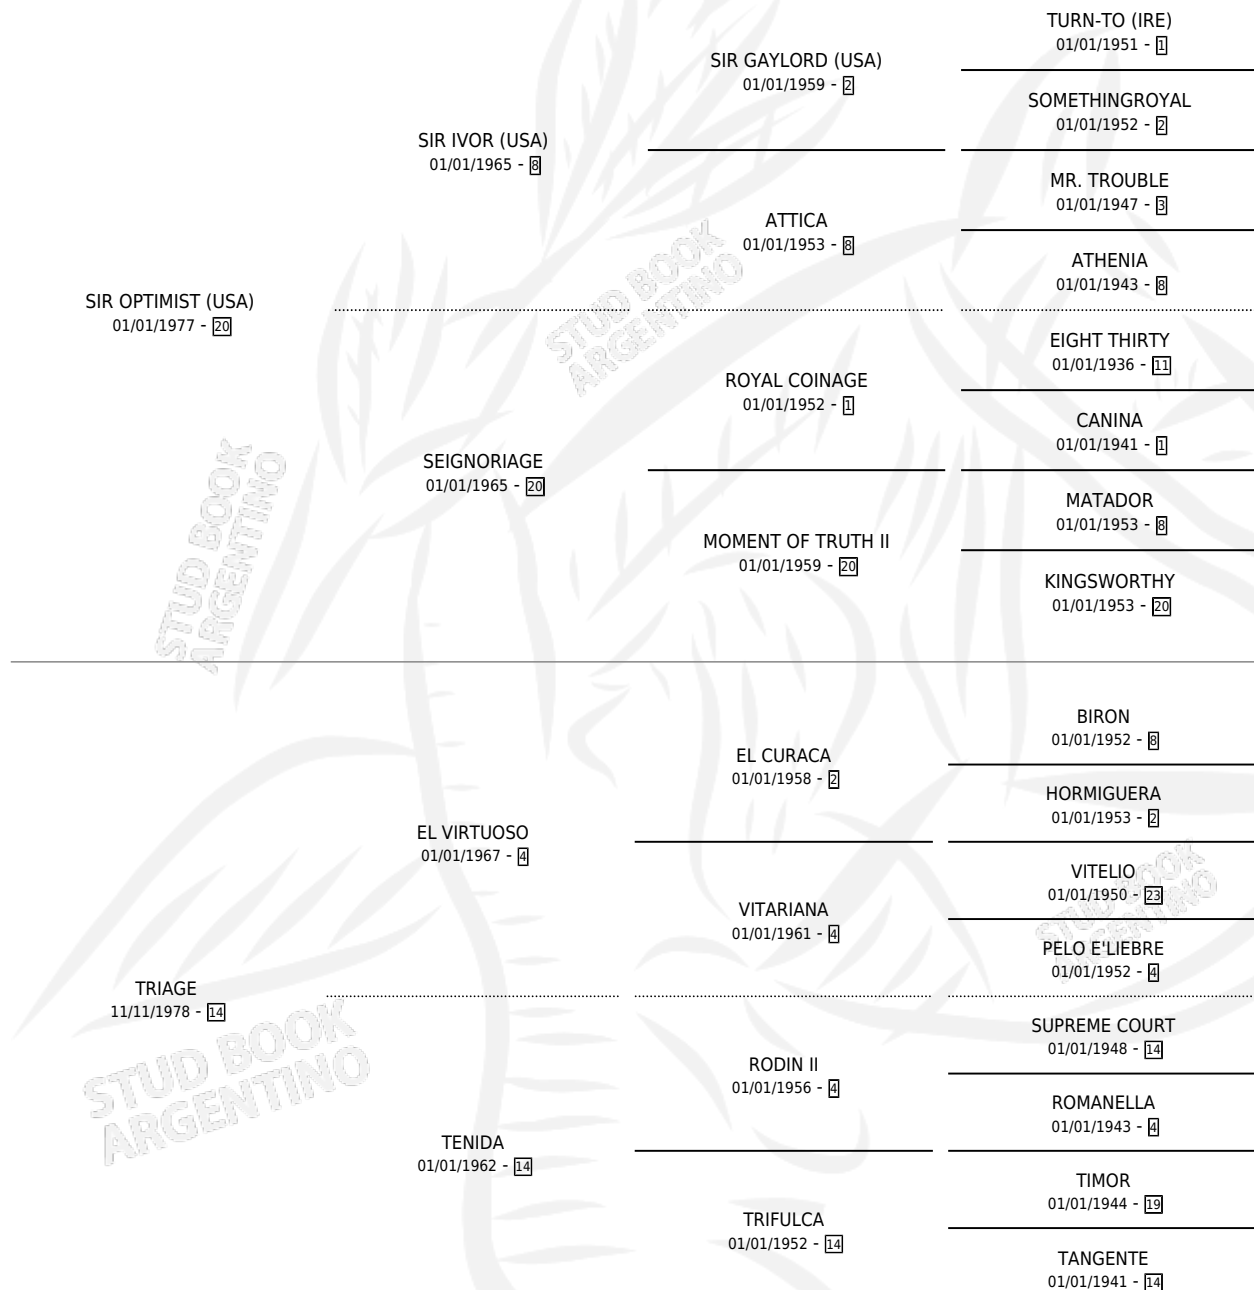 TURN-TO (IRE)
01/01/1951 - 1
SIR GAYLORD (USA)
01/01/1959 - 2
SOMETHINGROYAL
01/01/1952 - 2
SIR IVOR (USA)
01/01/1965 - 8
MR. TROUBLE
01/01/1947 - 3
ATTICA
01/01/1953 - 8
ATHENIA
01/01/1943 - 8
SIR OPTIMIST (USA)
01/01/1977 - 20
EIGHT THIRTY
01/01/1936 - 11
ROYAL COINAGE
01/01/1952 - 1
CANINA
01/01/1941 - 1
SEIGNORIAGE
01/01/1965 - 20
MATADOR
01/01/1953 - 8
MOMENT OF TRUTH II
01/01/1959 - 20
KINGSWORTHY
01/01/1953 - 20
BIRON
01/01/1952 - 8
EL CURACA
01/01/1958 - 2
HORMIGUERA
01/01/1953 - 2
EL VIRTUOSO
01/01/1967 - 4
VITELIO
01/01/1950 - 23
VITARIANA
01/01/1961 - 4
PELO E'LIEBRE
01/01/1952 - 4
TRIAGE
11/11/1978 - 14
SUPREME COURT
01/01/1948 - 14
RODIN II
01/01/1956 - 4
ROMANELLA
01/01/1943 - 4
TENIDA
01/01/1962 - 14
TIMOR
01/01/1944 - 19
TRIFULCA
01/01/1952 - 14
TANGENTE
01/01/1941 - 14
STUD BOOK
ARGENTINO
STUD BOOK
ARGENTINO
STUD BOOK
ARGENTINO
STUD BOOK
ARGENTINO